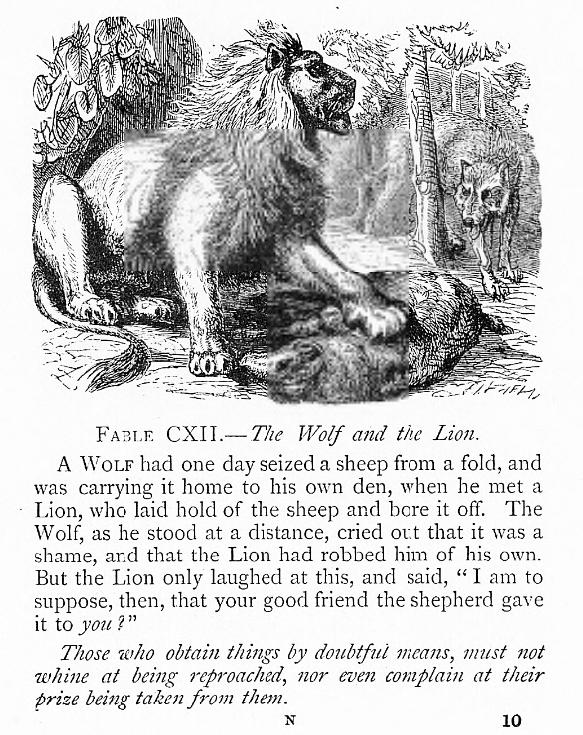 FABLE CXII.—The Wolf and the Lion.
A WOLF had one day seized a sheep from a fold, and
was carrying it home to his own den, when he met a
Lion, who laid hold of the sheep and bore it off. The
Wolf, as he stood at a distance, cried out that it was a
shame, and that the Lion had robbed him of his own.
But the Lion only laughed at this, and said, “I am to
suppose, then, that your good friend the shepherd gave
it to you?”
Those who obtain things by doubtful means, must not
whine at being reproached, nor even complain at their
prize being taken from them.
N 10